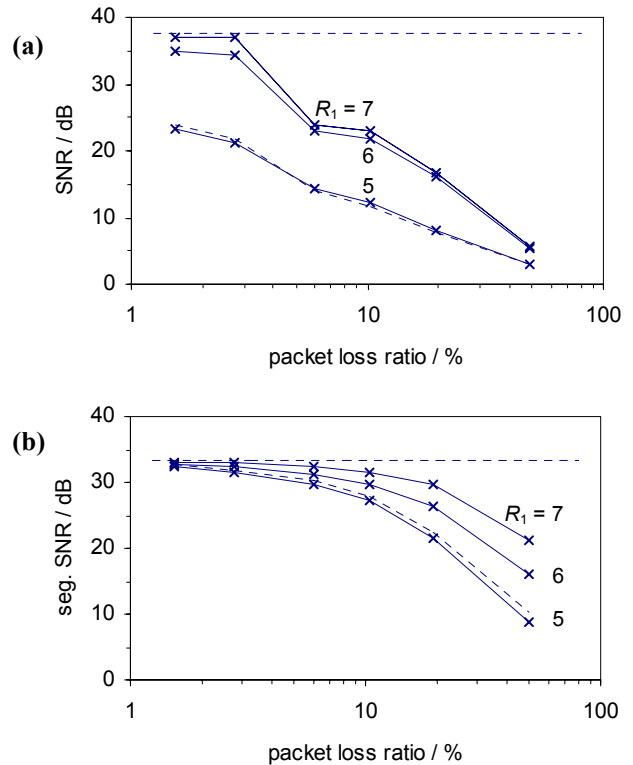 (a)
40
30
20
10
0
SNR / dB
R1 = 7
6
5
1
10
100
packet loss ratio / %
(b)
40
30
20
10
0
seg. SNR / dB
R1 = 7
6
5
1
10
100
packet loss ratio / %